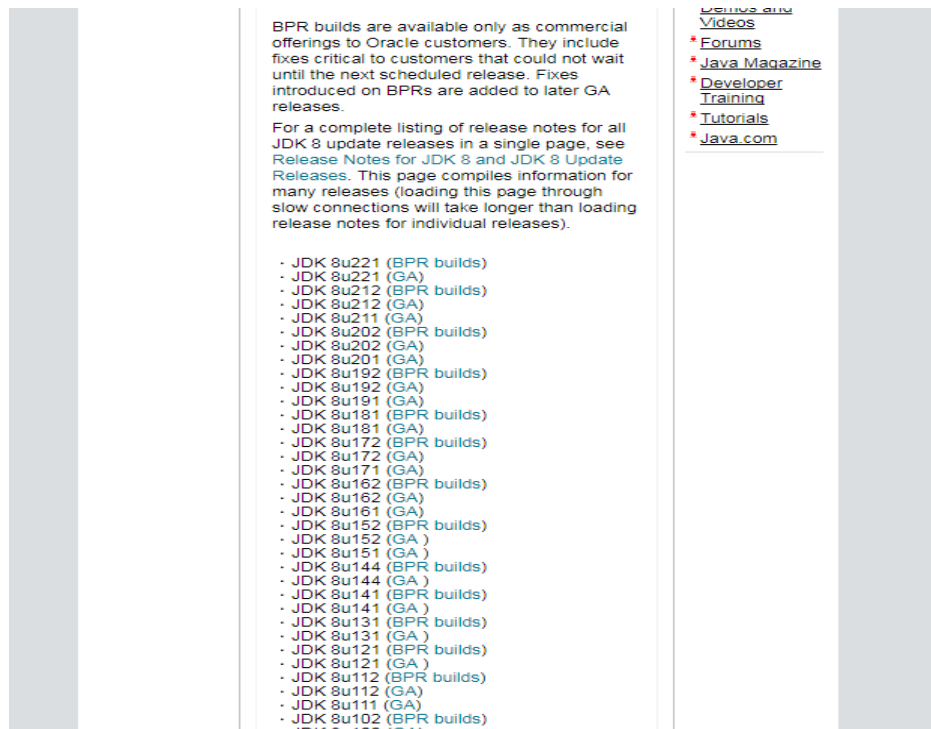 BPR builds are available only as commercial
offerings to Oracle customers. They include
fixes critical to customers that could not wait
until the next scheduled release. Fixes
introduced on BPRs are added to later GA
releases.
For a complete listing of release notes for all
JDK 8 update releases in a single page, see
Release Notes for JDK 8 and JDK 8 Update
Releases. This page compiles information for
many releases (loading this page through
slow connections will take longer than loading
release notes for individual releases).
· JDK 8u221 (BPR builds)
· JDK 8u221 (GA)
· JDK 8u212 (BPR builds)
· JDK 8u212 (GA)
· JDK 8u211 (GA)
· JDK 8u202 (BPR builds)
· JDK 8u202 (GA)
· JDK 8u201 (GA)
· JDK 8u192 (BPR builds)
· JDK 8u192 (GA)
· JDK 8u191 (GA)
· JDK 8u181 (BPR builds)
· JDK 8u181 (GA)
· JDK 8u172 (BPR builds)
· JDK 8u172 (GA)
· JDK 8u171 (GA)
· JDK 8u162 (BPR builds)
· JDK 8u162 (GA)
· JDK 8u161 (GA)
· JDK 8u152 (BPR builds)
· JDK 8u152 (GA )
· JDK 8u151 (GA )
· JDK 8u144 (BPR builds)
· JDK 8u144 (GA )
· JDK 8u141 (BPR builds)
· JDK 8u141 (GA )
· JDK 8u131 (BPR builds)
· JDK 8u131 (GA )
· JDK 8u121 (BPR builds)
· JDK 8u121 (GA )
· JDK 8u112 (BPR builds)
· JDK 8u112 (GA)
· JDK 8u111 (GA)
· JDK 8u102 (BPR builds)
Demos and
Videos
Forums
Java Magazine
Developer
Training
Tutorials
Java.com